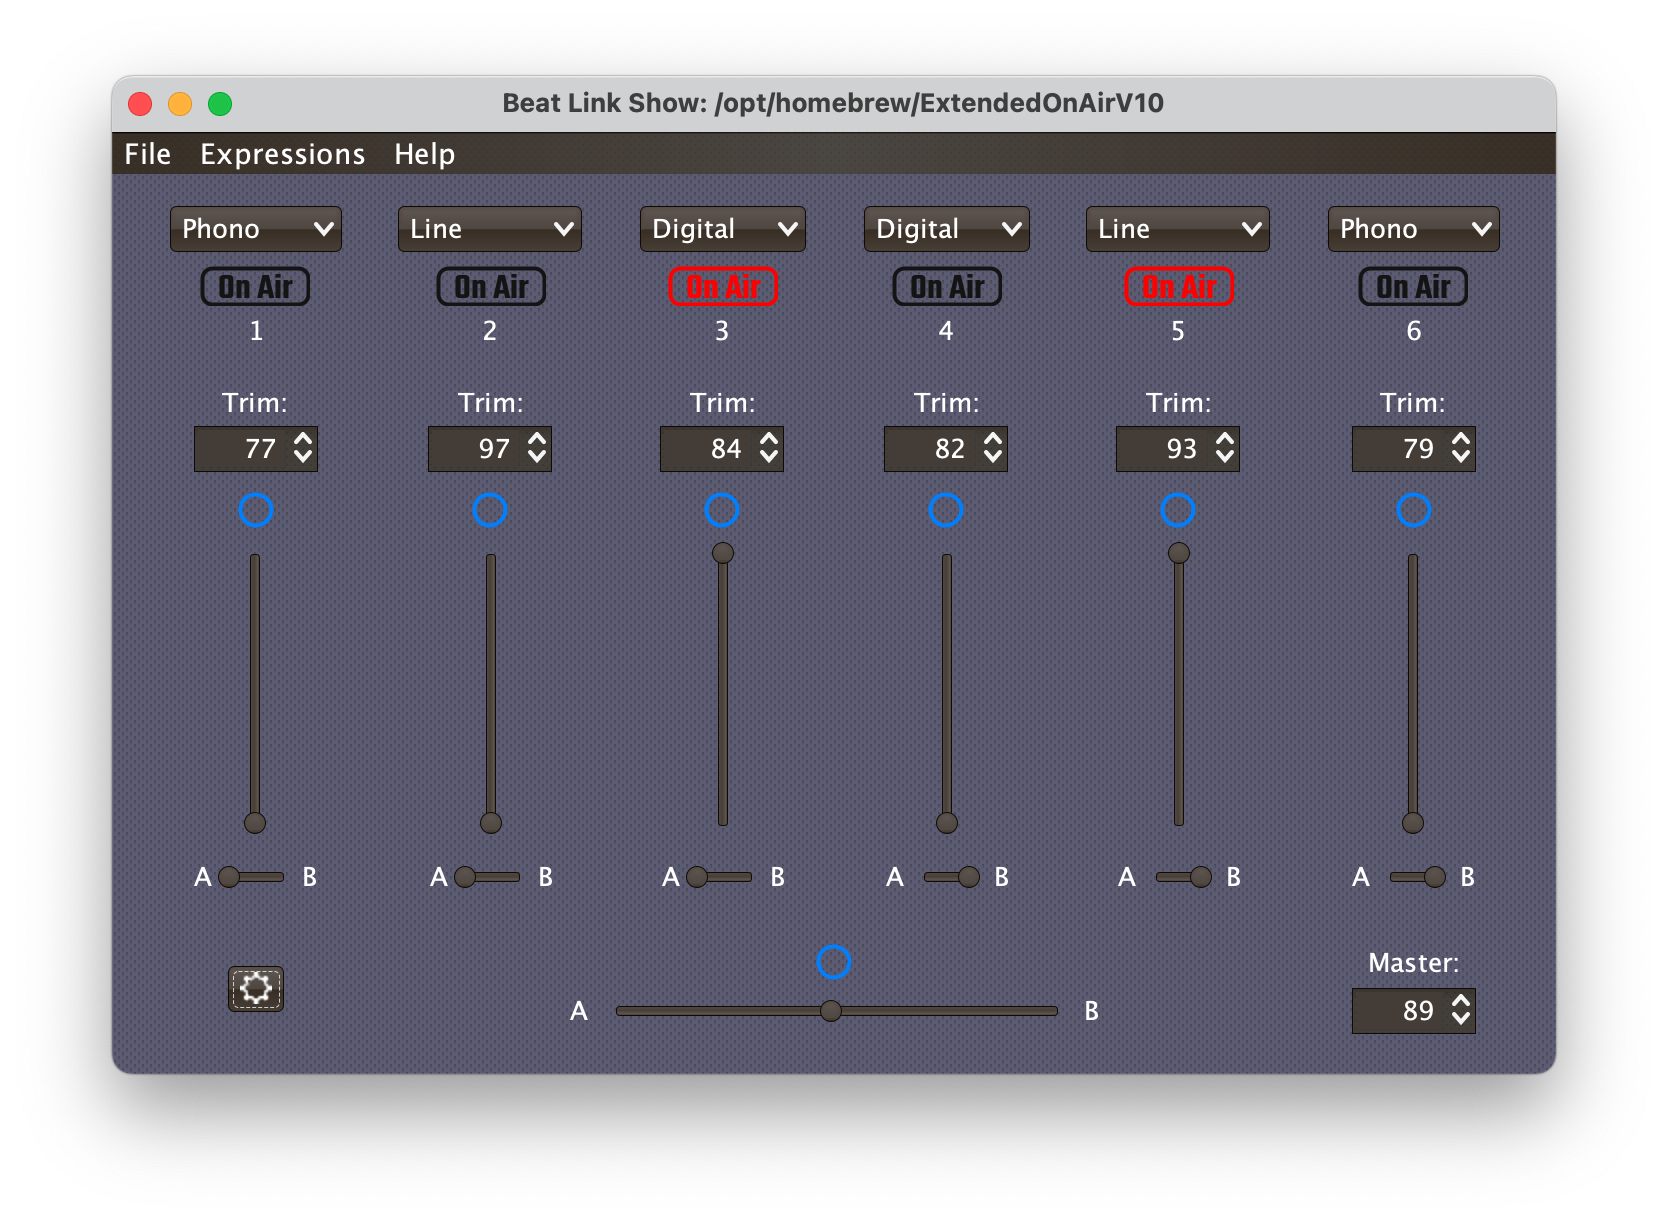 Beat Link Show: /opt/homebrew/ExtendedOnAirV10
File Expressions Help
Phono Line Digital Digital Line Phono
On Air On Air On Air On Air On Air On Air
1 2 3 4 5 6
Trim: Trim: Trim: Trim: Trim: Trim:
77 97 84 82 93 79
A B A B A B A B A B A B
Master:
A B 89